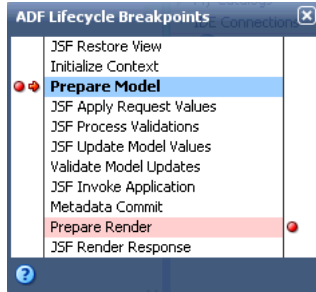 ADF Lifecycle Breakpoints
JSF Restore View
Initialize Context
Prepare Model
JSF Apply Request Values
JSF Process Validations
JSF Update Model Values
Validate Model Updates
JSF Invoke Application
Metadata Commit
Prepare Render
JSF Render Response
?